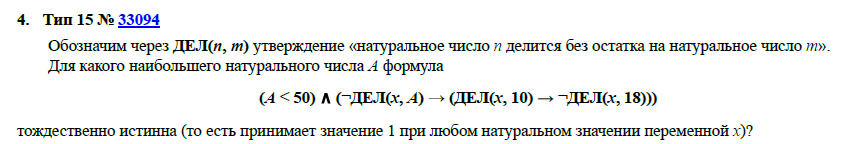 4. Тип 15 № 33094
Обозначим через ДЕЛ(n, m) утверждение «натуральное число n делится без остатка на натуральное число m».
Для какого наибольшего натурального числа A формула
(A < 50) ∧ (¬ДЕЛ(x, A) → (ДЕЛ(x, 10) → ¬ДЕЛ(x, 18)))
тождественно истинна (то есть принимает значение 1 при любом натуральном значении переменной x)?